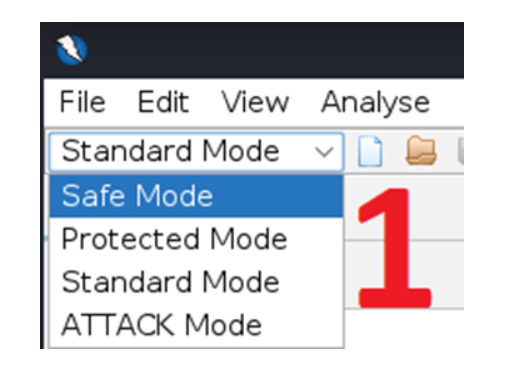 File Edit View Analyse
Standard Mode
Safe Mode
Protected Mode
Standard Mode
ATTACK Mode
1